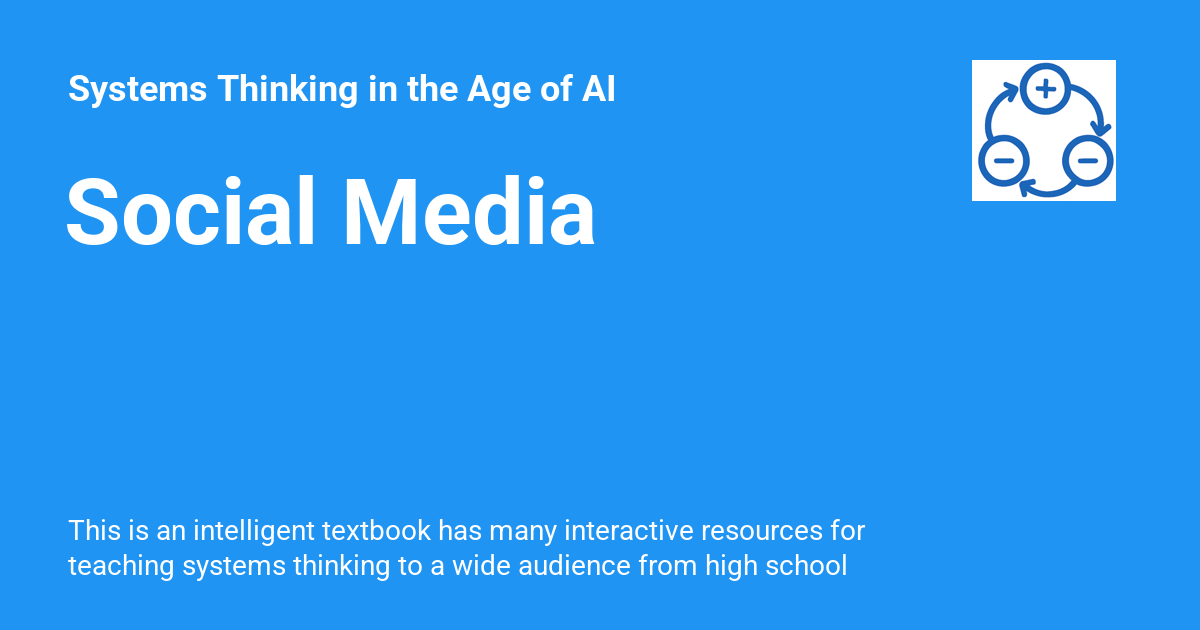 Systems Thinking in the Age of AI
Social Media
This is an intelligent textbook has many interactive resources for
teaching systems thinking to a wide audience from high school